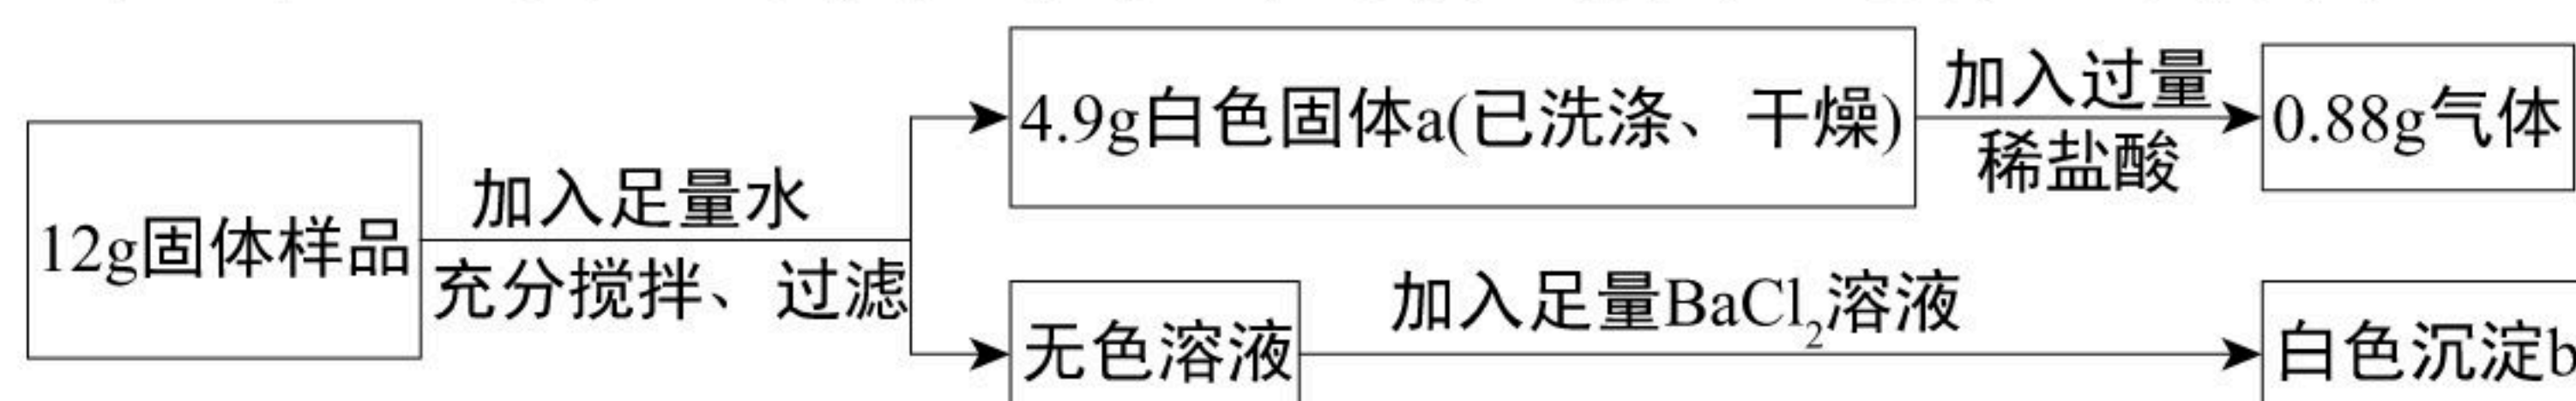 12g固体样品
加入足量水
充分搅拌、过滤
4.9g白色固体a(已洗涤、干燥)
加入过量
稀盐酸
0.88g气体
无色溶液
加入足量BaCl₂溶液
白色沉淀b